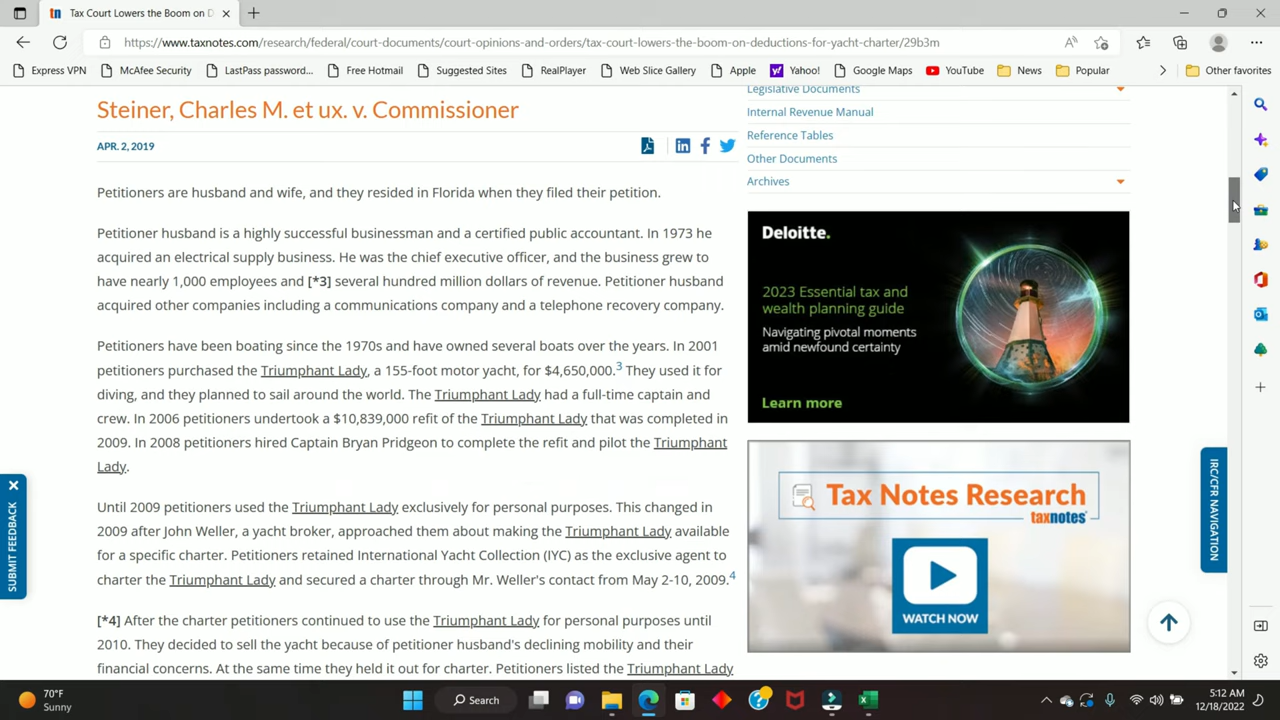 Tax Court Lowers the Boom on D
https://www.taxnotes.com/research/federal/court-documents/court-opinions-and-orders/tax-court-lowers-the-boom-on-deductions-for-yacht-charter/29b3m
Express VPN McAfee Security LastPass password... Free Hotmail Suggested Sites RealPlayer Web Slice Gallery Apple Yahoo! Google Maps YouTube News Popular Other favorites
Steiner, Charles M. et ux. v. Commissioner
APR. 2, 2019
Petitioners are husband and wife, and they resided in Florida when they filed their petition.
Petitioner husband is a highly successful businessman and a certified public accountant. In 1973 he
acquired an electrical supply business. He was the chief executive officer, and the business grew to
have nearly 1,000 employees and [*3] several hundred million dollars of revenue. Petitioner husband
acquired other companies including a communications company and a telephone recovery company.
Petitioners have been boating since the 1970s and have owned several boats over the years. In 2001
petitioners purchased the Triumphant Lady, a 155-foot motor yacht, for $4,650,000.3 They used it for
diving, and they planned to sail around the world. The Triumphant Lady had a full-time captain and
crew. In 2006 petitioners undertook a $10,839,000 refit of the Triumphant Lady that was completed in
2009. In 2008 petitioners hired Captain Bryan Pridgeon to complete the refit and pilot the Triumphant
Lady.
Until 2009 petitioners used the Triumphant Lady exclusively for personal purposes. This changed in
2009 after John Weller, a yacht broker, approached them about making the Triumphant Lady available
for a specific charter. Petitioners retained International Yacht Collection (IYC) as the exclusive agent to
charter the Triumphant Lady and secured a charter through Mr. Weller's contact from May 2-10, 2009.4
[*4] After the charter petitioners continued to use the Triumphant Lady for personal purposes until
2010. They decided to sell the yacht because of petitioner husband's declining mobility and their
financial concerns. At the same time they held it out for charter. Petitioners listed the Triumphant Lady
Legislative Documents
Internal Revenue Manual
Reference Tables
Other Documents
Archives
Deloitte.
2023 Essential tax and
wealth planning guide
Navigating pivotal moments
amid newfound certainty
Learn more
Tax Notes Research
taxnotes
WATCH NOW
SUBMIT FEEDBACK
IRC/CFR NAVIGATION
70°F
Sunny
Search
5:12 AM
12/18/2022